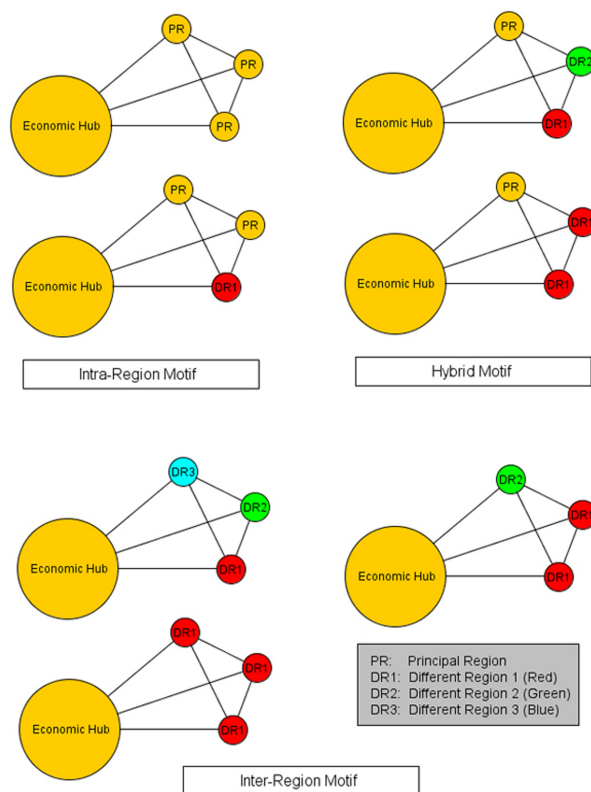 PR
PR
PR
Economic Hub
PR
DR2
DR1
Economic Hub
PR
PR
DR1
Economic Hub
PR
DR1
DR1
Economic Hub
Intra-Region Motif
Hybrid Motif
DR3
DR2
DR1
Economic Hub
DR2
DR1
DR1
Economic Hub
DR1
DR1
DR1
Economic Hub
PR: Principal Region
DR1: Different Region 1 (Red)
DR2: Different Region 2 (Green)
DR3: Different Region 3 (Blue)
Inter-Region Motif